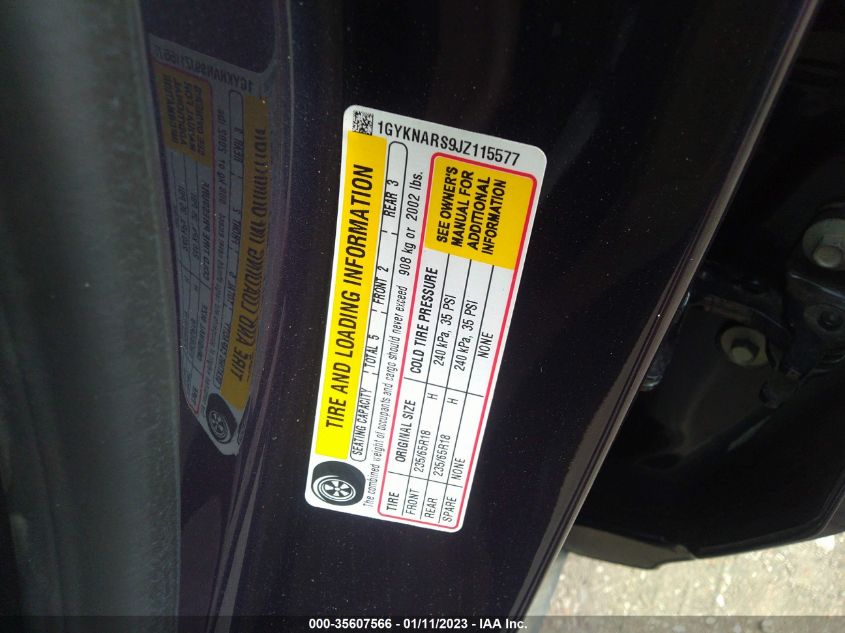 1GYKNARS9JZ115577
TIRE AND LOADING INFORMATION
SEATING CAPACITY TOTAL 5 FRONT 2 REAR 3
The combined weight of occupants and cargo should never exceed 908 kg or 2002 lbs.
TIRE ORIGINAL SIZE COLD TIRE PRESSURE
FRONT 235/65R18 H 240 kPa, 35 PSI
REAR 235/65R18 H 240 kPa, 35 PSI
SPARE NONE NONE
SEE OWNER'S
MANUAL FOR
ADDITIONAL
INFORMATION
000-35607566 - 01/11/2023 - IAA Inc.